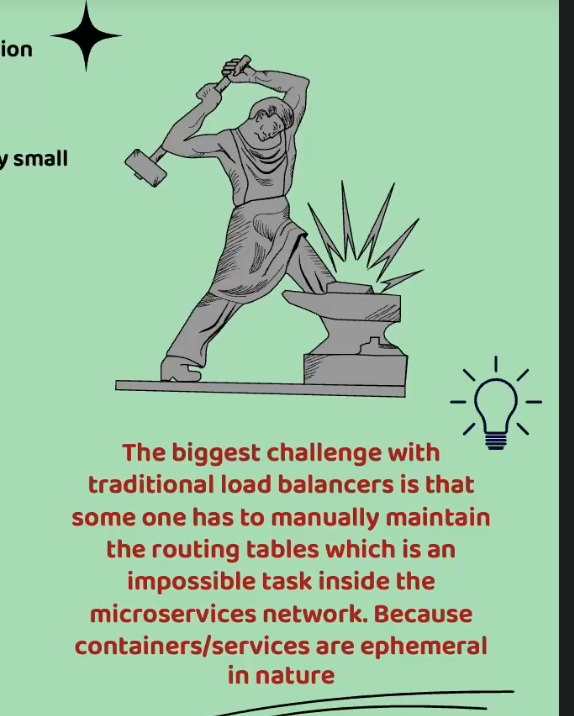 ion
y small
The biggest challenge with
traditional load balancers is that
some one has to manually maintain
the routing tables which is an
impossible task inside the
microservices network. Because
containers/services are ephemeral
in nature